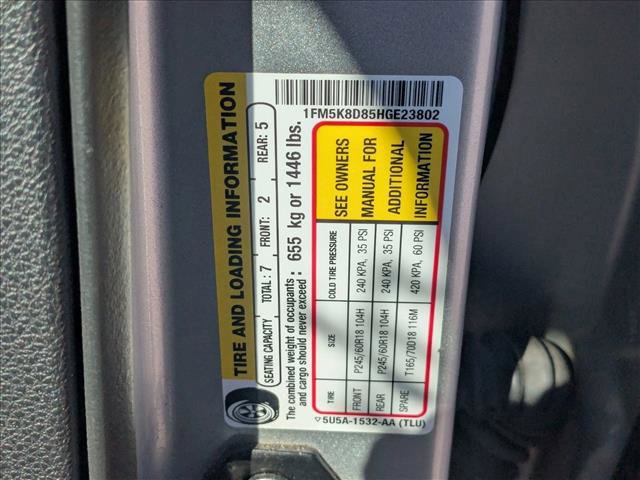 1FM5K8D85HGE23802
TIRE AND LOADING INFORMATION
SEATING CAPACITY TOTAL: 7 FRONT: 2 REAR: 5
The combined weight of occupants
and cargo should never exceed : 655 kg or 1446 lbs.
TIRE SIZE COLD TIRE PRESSURE SEE OWNERS
FRONT P245/60R18 104H 240 KPA, 35 PSI MANUAL FOR
REAR P245/60R18 104H 240 KPA, 35 PSI ADDITIONAL
SPARE T165/70D18 116M 420 KPA, 60 PSI INFORMATION
▽5U5A-1532-AA (TLU)